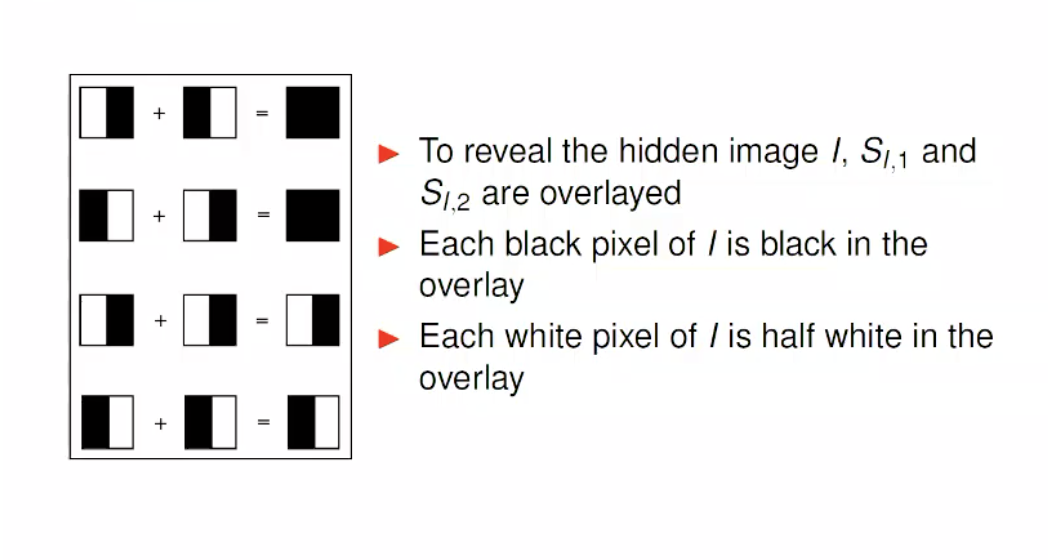 + =
+ =
+ =
+ =
► To reveal the hidden image I, S_{I,1} and
S_{I,2} are overlayed
► Each black pixel of I is black in the
overlay
► Each white pixel of I is half white in the
overlay